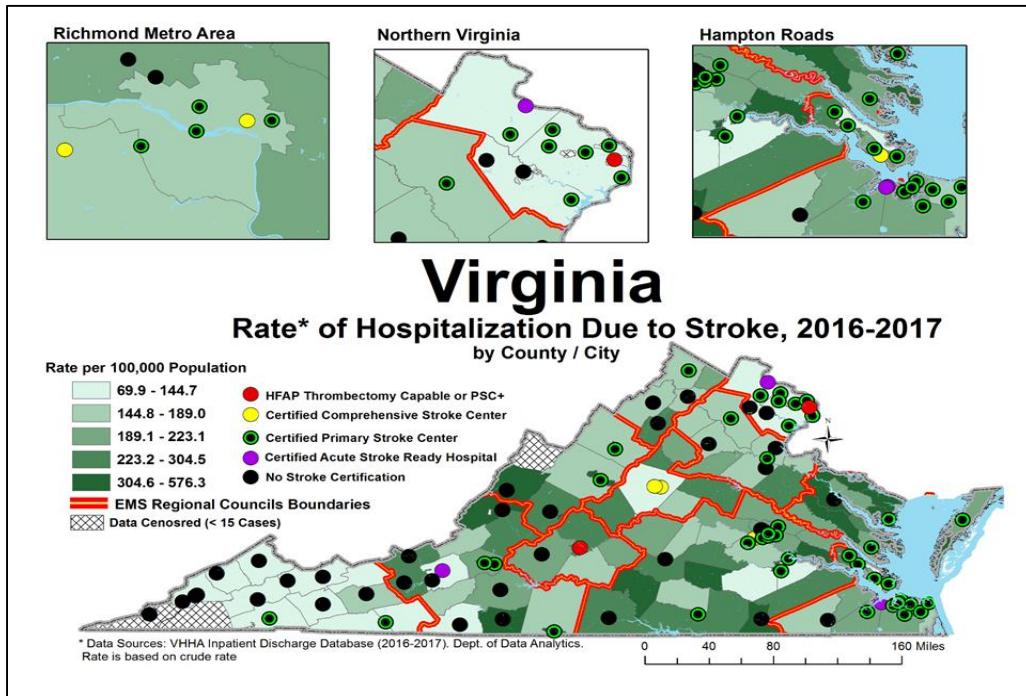 Richmond Metro Area
Northern Virginia
Hampton Roads
Virginia
Rate* of Hospitalization Due to Stroke, 2016-2017
by County / City
Rate per 100,000 Population
69.9 - 144.7
144.8 - 189.0
189.1 - 223.1
223.2 - 304.5
304.6 - 576.3
EMS Regional Councils Boundaries
Data Cenosred (< 15 Cases)
HFAP Thrombectomy Capable or PSC+
Certified Comprehensive Stroke Center
Certified Primary Stroke Center
Certified Acute Stroke Ready Hospital
No Stroke Certification
N
* Data Sources: VHHA Inpatient Discharge Database (2016-2017). Dept. of Data Analytics.
Rate is based on crude rate
0 40 80 160 Miles